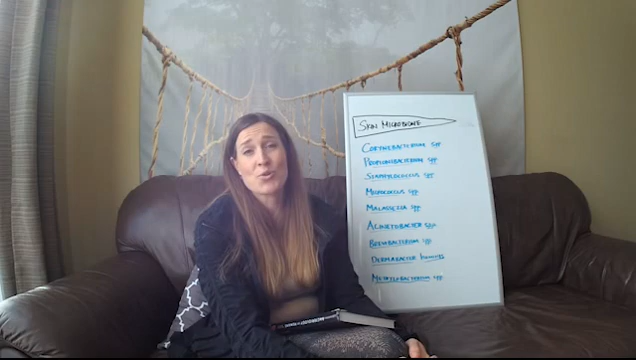 SKIN MICROBIOME
CORYNEBACTERIUM spp
PROPIONIBACTERIUM spp
STAPHYLOCOCCUS spp
MICROCOCCUS spp
MALASSEZIA spp
ACINETOBACTER spp
BREVIBACTERIUM spp
DERMABACTER hominis
METHYLOBACTERIUM spp